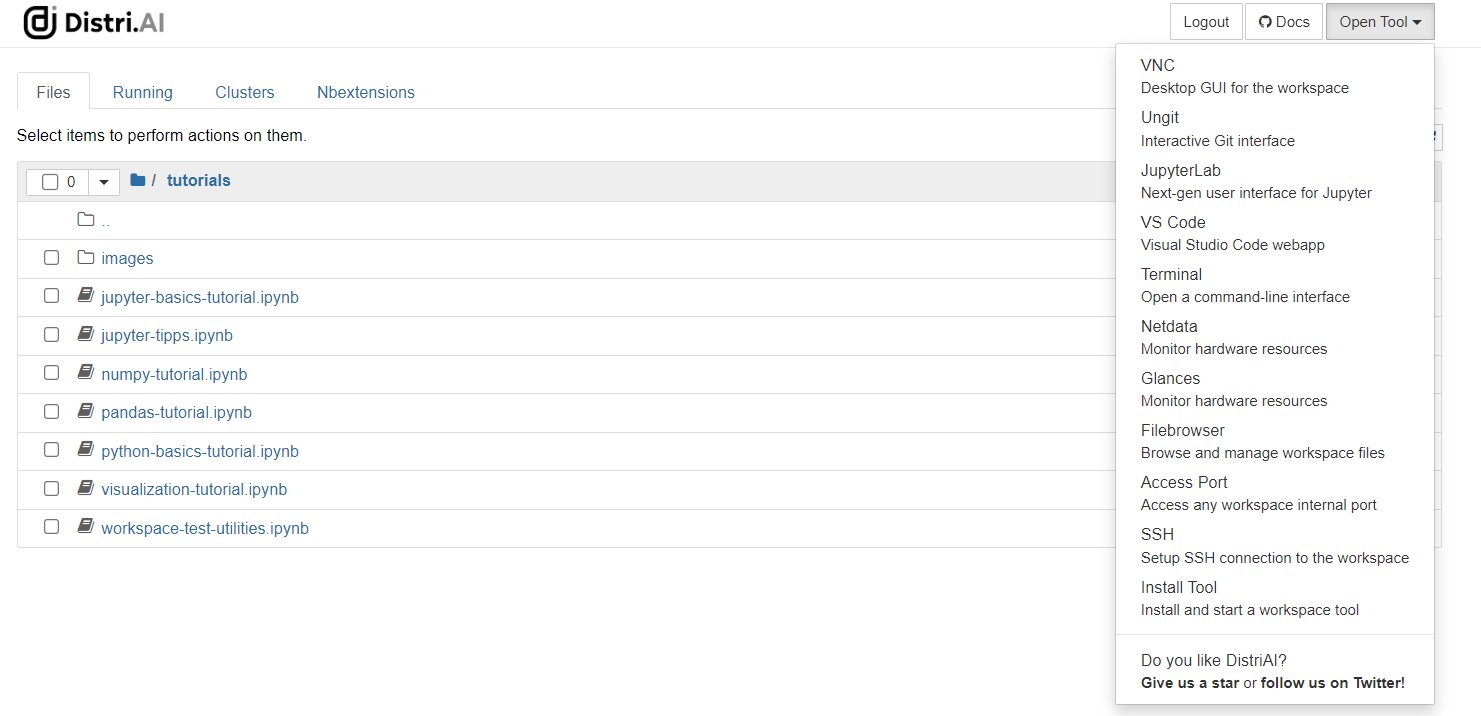 Distri.AI
Logout
Docs
Open Tool
Files
Running
Clusters
Nbextensions
Select items to perform actions on them.
0
/ tutorials
..
images
jupyter-basics-tutorial.ipynb
jupyter-tipps.ipynb
numpy-tutorial.ipynb
pandas-tutorial.ipynb
python-basics-tutorial.ipynb
visualization-tutorial.ipynb
workspace-test-utilities.ipynb
VNC
Desktop GUI for the workspace
Ungit
Interactive Git interface
JupyterLab
Next-gen user interface for Jupyter
VS Code
Visual Studio Code webapp
Terminal
Open a command-line interface
Netdata
Monitor hardware resources
Glances
Monitor hardware resources
Filebrowser
Browse and manage workspace files
Access Port
Access any workspace internal port
SSH
Setup SSH connection to the workspace
Install Tool
Install and start a workspace tool
Do you like DistriAI?
Give us a star or follow us on Twitter!